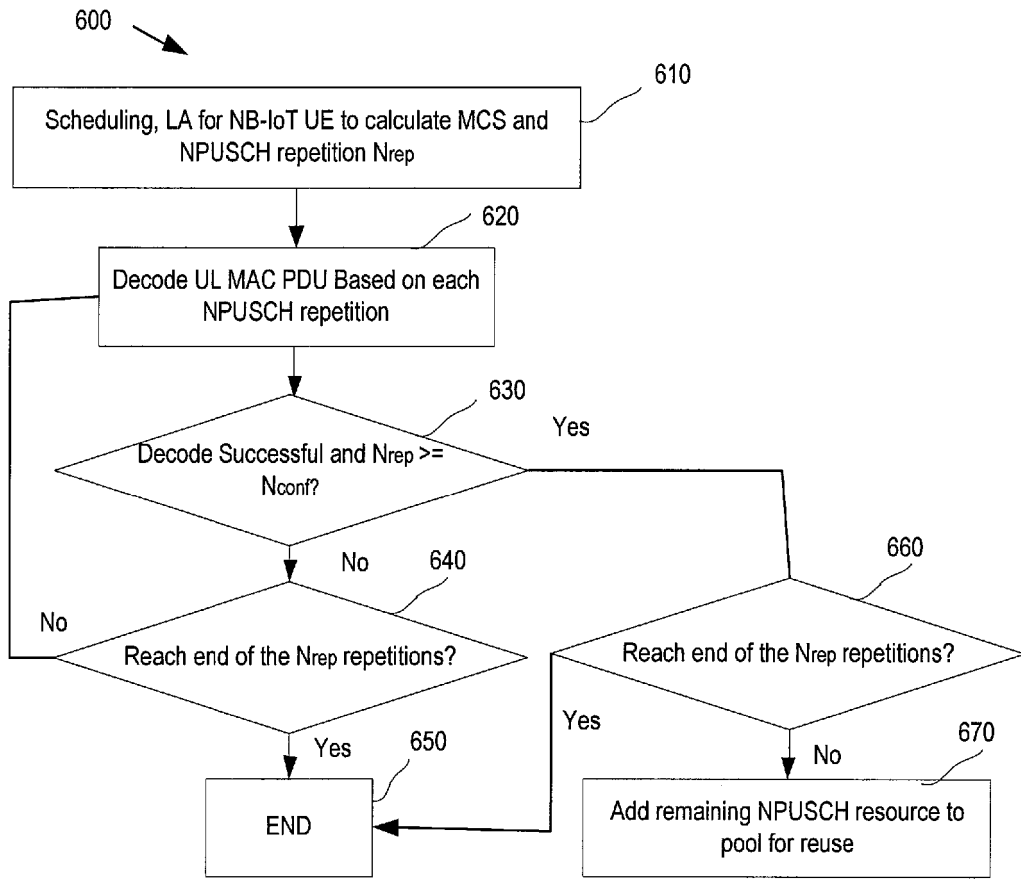 600
610
Scheduling, LA for NB-IoT UE to calculate MCS and
NPUSCH repetition Nrep
620
Decode UL MAC PDU Based on each
NPUSCH repetition
630
Yes
Decode Successful and Nrep >=
Nconf?
No
640
660
No
Reach end of the Nrep repetitions?
Reach end of the Nrep repetitions?
Yes
650
Yes
No
670
END
Add remaining NPUSCH resource to
pool for reuse